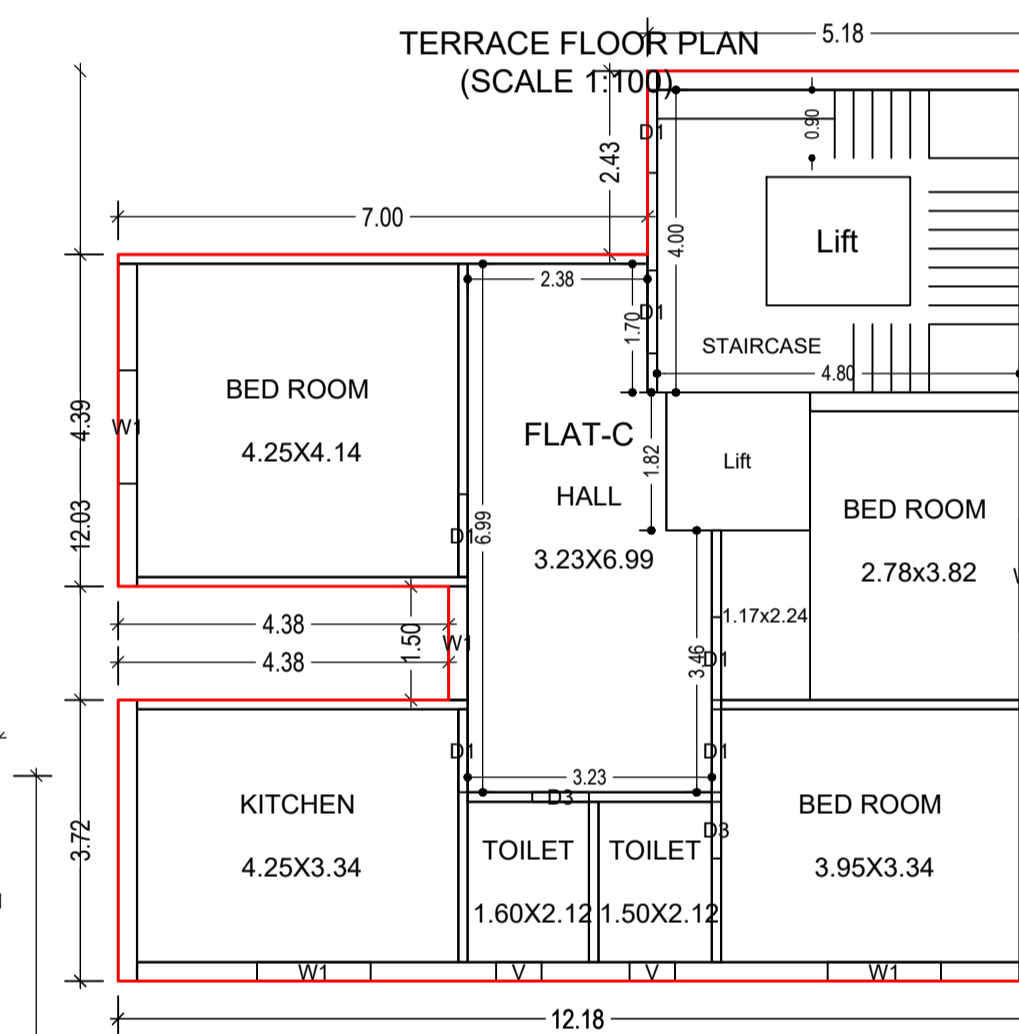 5.18
TERRACE FLOOR PLAN
(SCALE 1:100)
D1
0.90
2.43
7.00
4.00
Lift
2.38
1.70
D1
STAIRCASE
4.80
BED ROOM
4.25X4.14
4.39
W1
FLAT-C
HALL
3.23X6.99
1.82
Lift
BED ROOM
2.78x3.82
12.03
D1
6.99
1.17x2.24
4.38
4.38
1.50
W1
3.46
D1
D1
D1
3.23
D3
KITCHEN
4.25X3.34
3.72
TOILET
1.60X2.12
TOILET
1.50X2.12
D3
BED ROOM
3.95X3.34
W1
V
V
W1
12.18